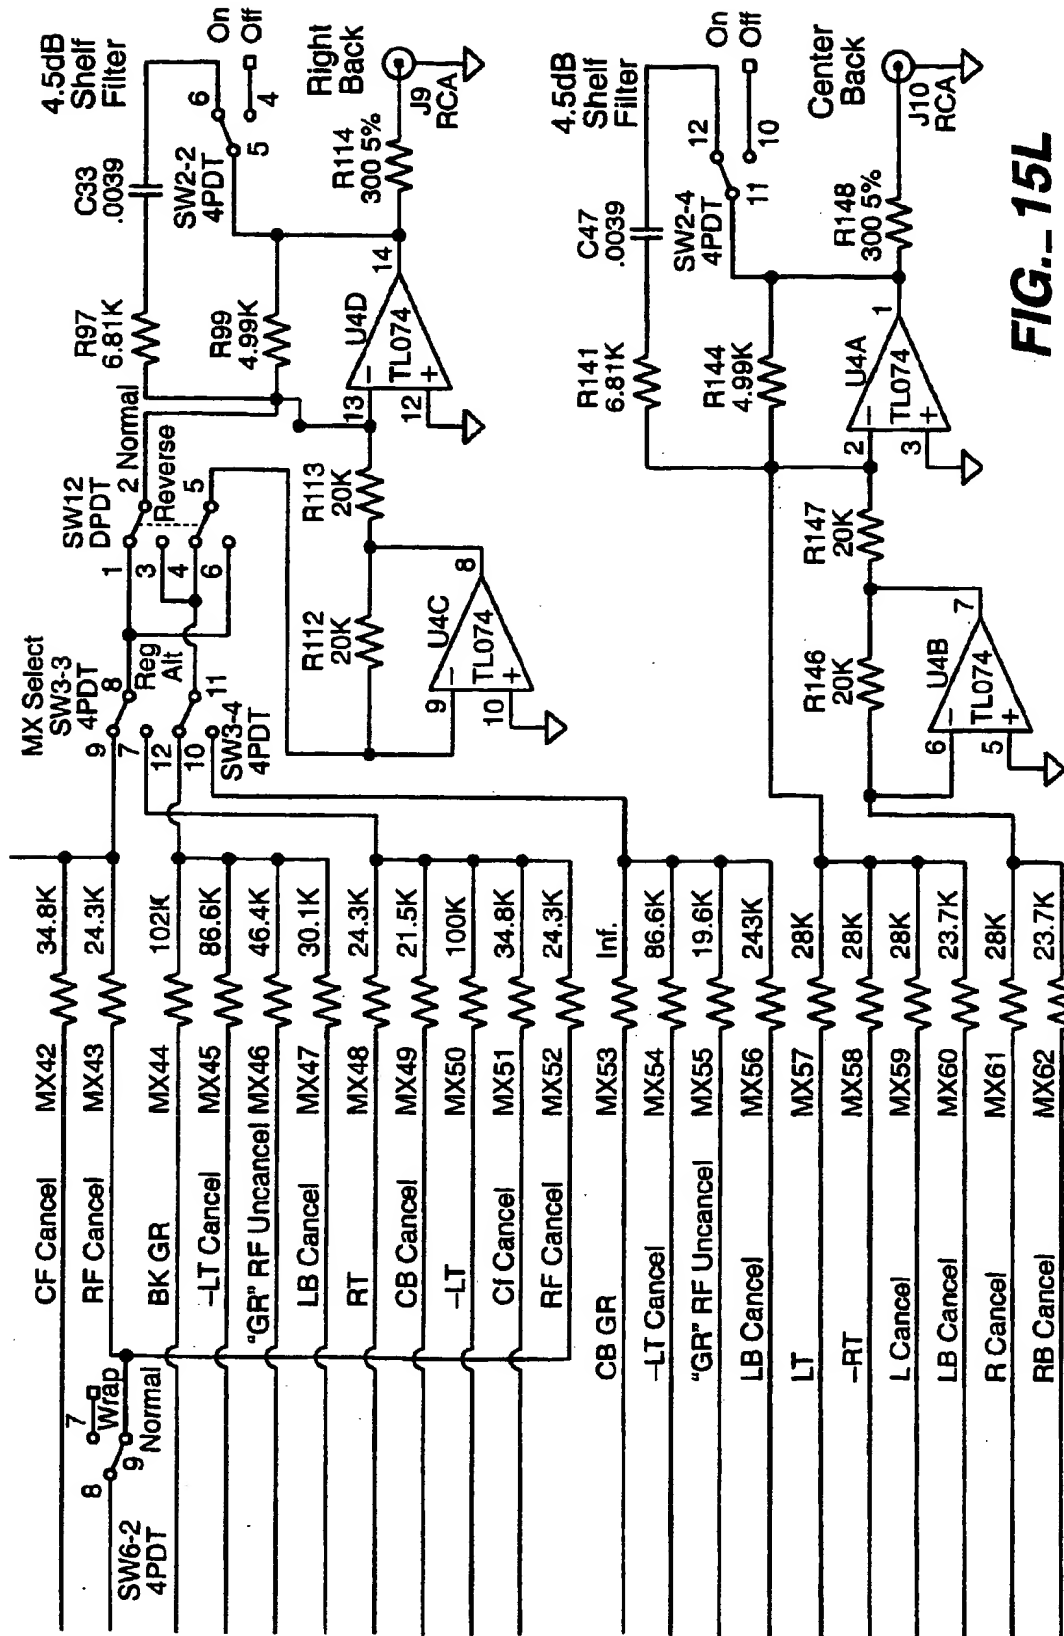 CF Cancel MX42 34.8K
RF Cancel MX43 24.3K
BK GR MX44 102K
-LT Cancel MX45 86.6K
"GR" RF Uncancel MX46 46.4K
LB Cancel MX47 30.1K
RT MX48 24.3K
CB Cancel MX49 21.5K
-LT MX50 100K
Cf Cancel MX51 34.8K
RF Cancel MX52 24.3K
CB GR MX53 Inf.
-LT Cancel MX54 86.6K
"GR" RF Uncancel MX55 19.6K
LB Cancel MX56 243K
LT MX57 28K
-RT MX58 28K
L Cancel MX59 28K
LB Cancel MX60 23.7K
R Cancel MX61 28K
RB Cancel MX62 23.7K
SW6-2
4PDT
8
7
9
Wrap
Normal
MX Select
SW3-3
4PDT
9
8
7
Reg
Alt
12
11
10
SW3-4
4PDT
SW12
DPDT
1
2 Normal
3
Reverse
4
5
6
R97
6.81K
C33
.0039
4.5dB
Shelf
Filter
On
Off
6
4
5
SW2-2
4PDT
R99
4.99K
R112
20K
R113
20K
U4C
TL074
9
10
8
-
+
U4D
TL074
13
12
14
-
+
R114
300 5%
Right
Back
J9
RCA
R141
6.81K
C47
.0039
4.5dB
Shelf
Filter
On
Off
12
10
11
SW2-4
4PDT
R144
4.99K
R146
20K
R147
20K
U4B
TL074
6
5
7
-
+
U4A
TL074
2
3
1
-
+
R148
300 5%
Center
Back
J10
RCA
FIG._15L